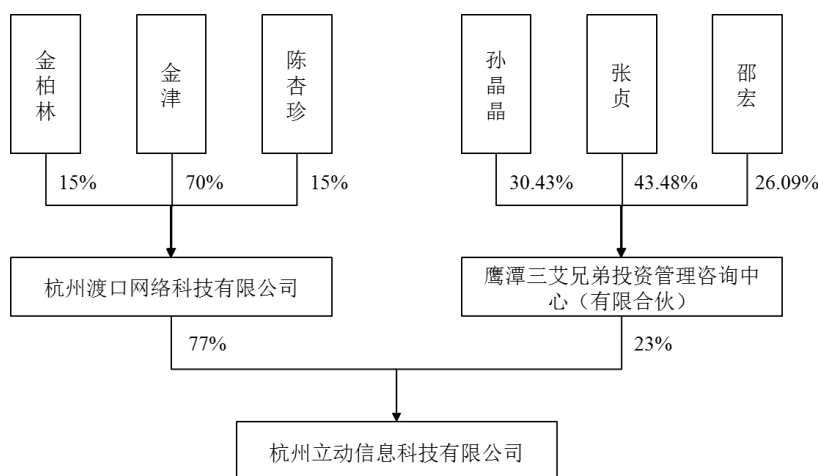 金柏林
金津
陈杏珍
孙晶晶
张贞
邵宏
15%
70%
15%
30.43%
43.48%
26.09%
杭州渡口网络科技有限公司
鹰潭三艾兄弟投资管理咨询中
心（有限合伙）
77%
23%
杭州立动信息科技有限公司